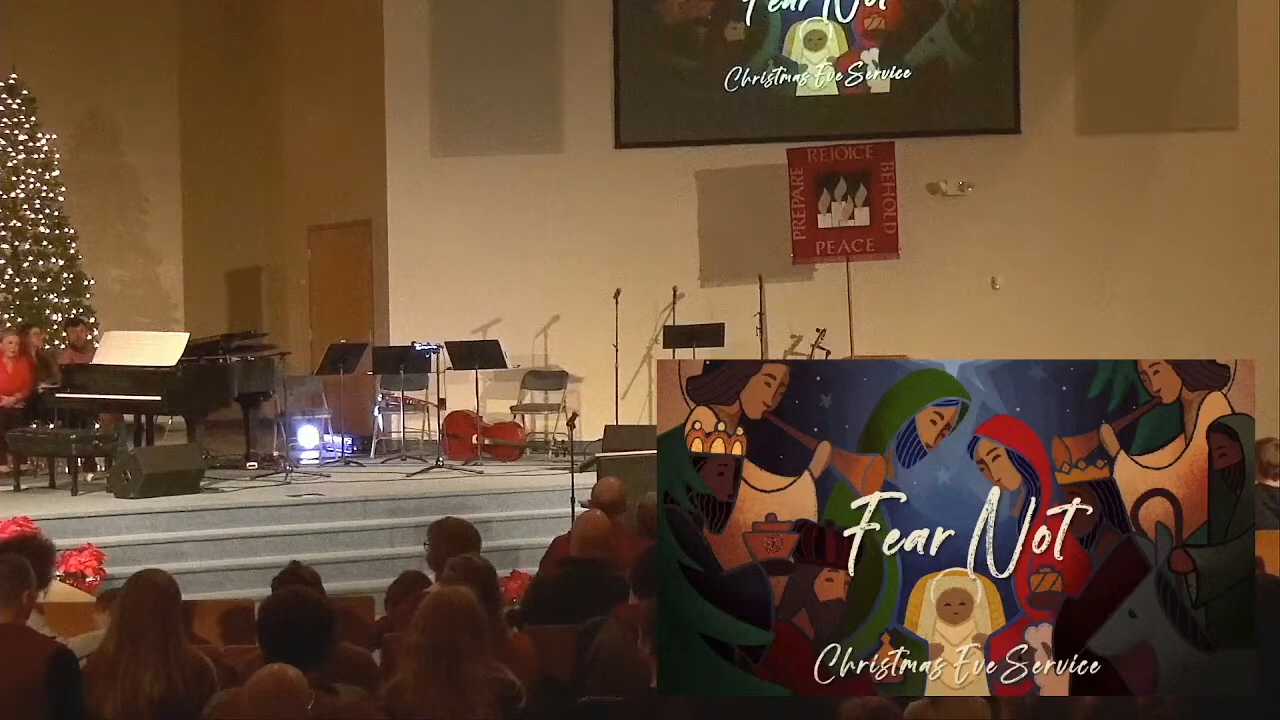 Fear Not
Christmas Eve Service
REJOICE
PREPARE
BEHOLD
PEACE
Fear Not
Christmas Eve Service